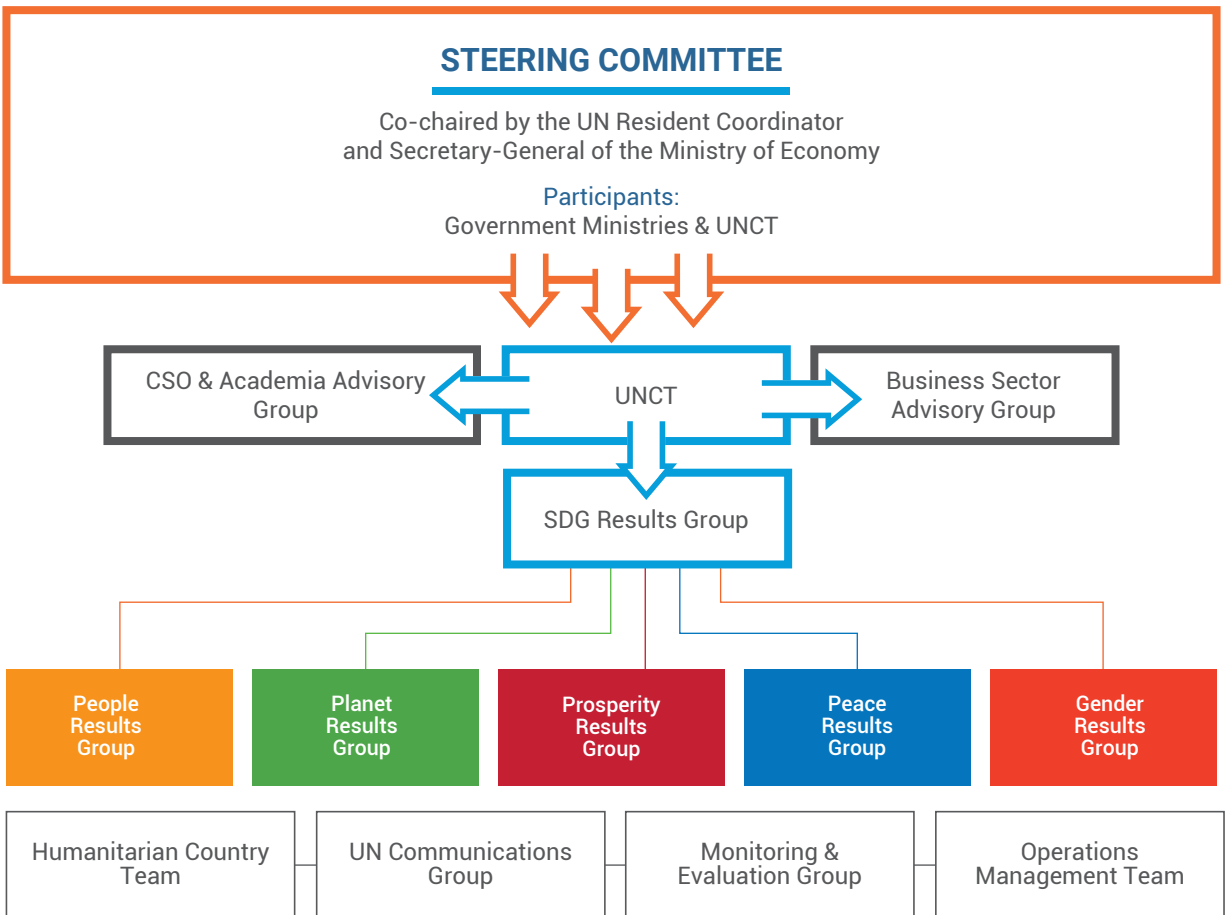 STEERING COMMITTEE
Co-chaired by the UN Resident Coordinator
and Secretary-General of the Ministry of Economy
Participants:
Government Ministries & UNCT
CSO & Academia Advisory
Group
UNCT
Business Sector
Advisory Group
SDG Results Group
People
Results
Group
Planet
Results
Group
Prosperity
Results
Group
Peace
Results
Group
Gender
Results
Group
Humanitarian Country
Team
UN Communications
Group
Monitoring &
Evaluation Group
Operations
Management Team